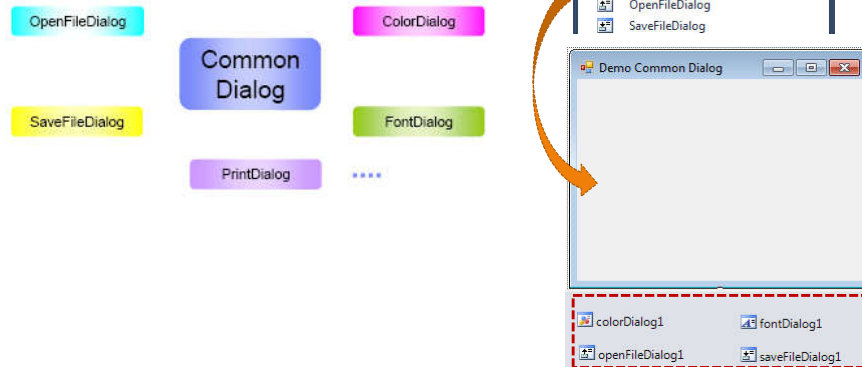 OpenFileDialog
ColorDialog
Common
Dialog
SaveFileDialog
FontDialog
PrintDialog
OpenFileDialog
SaveFileDialog
Demo Common Dialog
colorDialog1
fontDialog1
openFileDialog1
saveFileDialog1